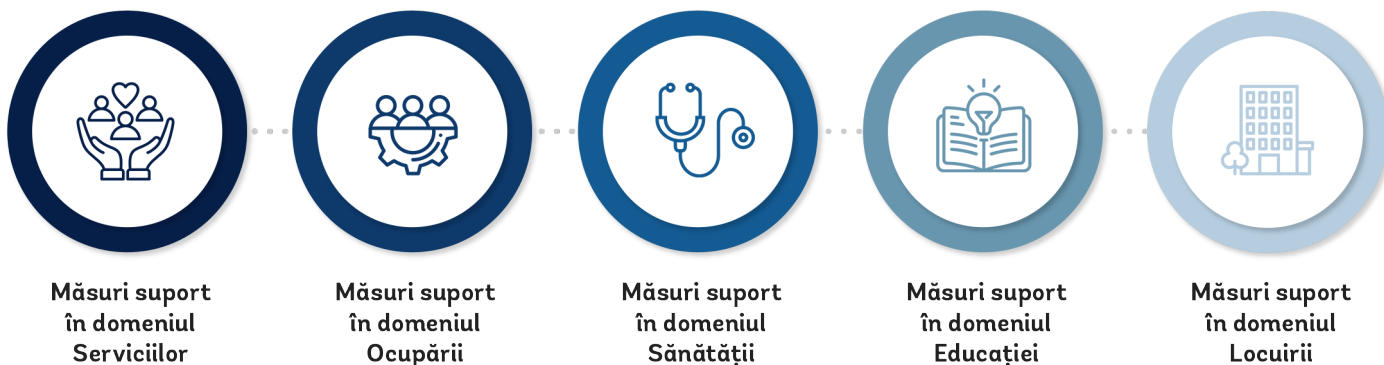 Măsuri suport
în domeniul
Serviciilor
Măsuri suport
în domeniul
Ocupării
Măsuri suport
în domeniul
Sănătății
Măsuri suport
în domeniul
Educației
Măsuri suport
în domeniul
Locuirii